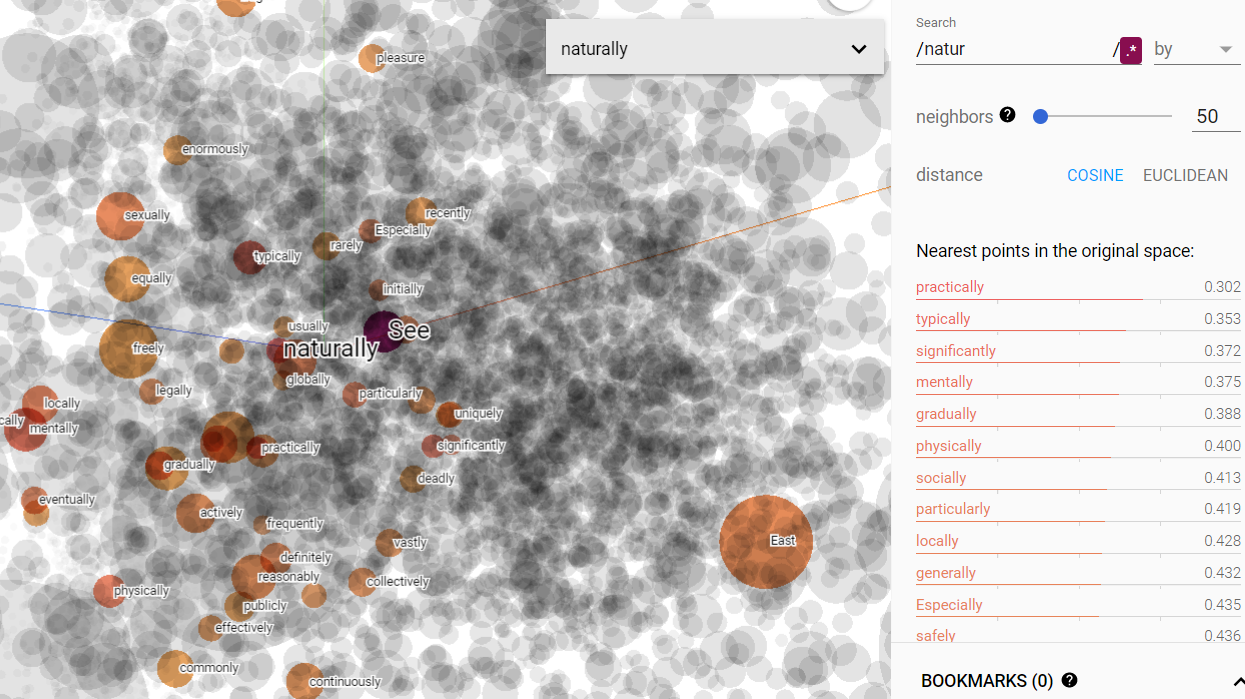 naturally
pleasure
enormously
sexually
recently
Especially
rarely
typically
equally
initially
usually
See
naturally
freely
globally
legally
particularly
locally
cally
mentally
uniquely
practically
significantly
gradually
deadly
eventually
actively
frequently
vastly
definitely
reasonably
collectively
physically
publicly
effectively
commonly
continuously
East
Search
/natur /.* by
neighbors ? 50
distance COSINE EUCLIDEAN
Nearest points in the original space:
practically 0.302
typically 0.353
significantly 0.372
mentally 0.375
gradually 0.388
physically 0.400
socially 0.413
particularly 0.419
locally 0.428
generally 0.432
Especially 0.435
safely 0.436
BOOKMARKS (0) ?